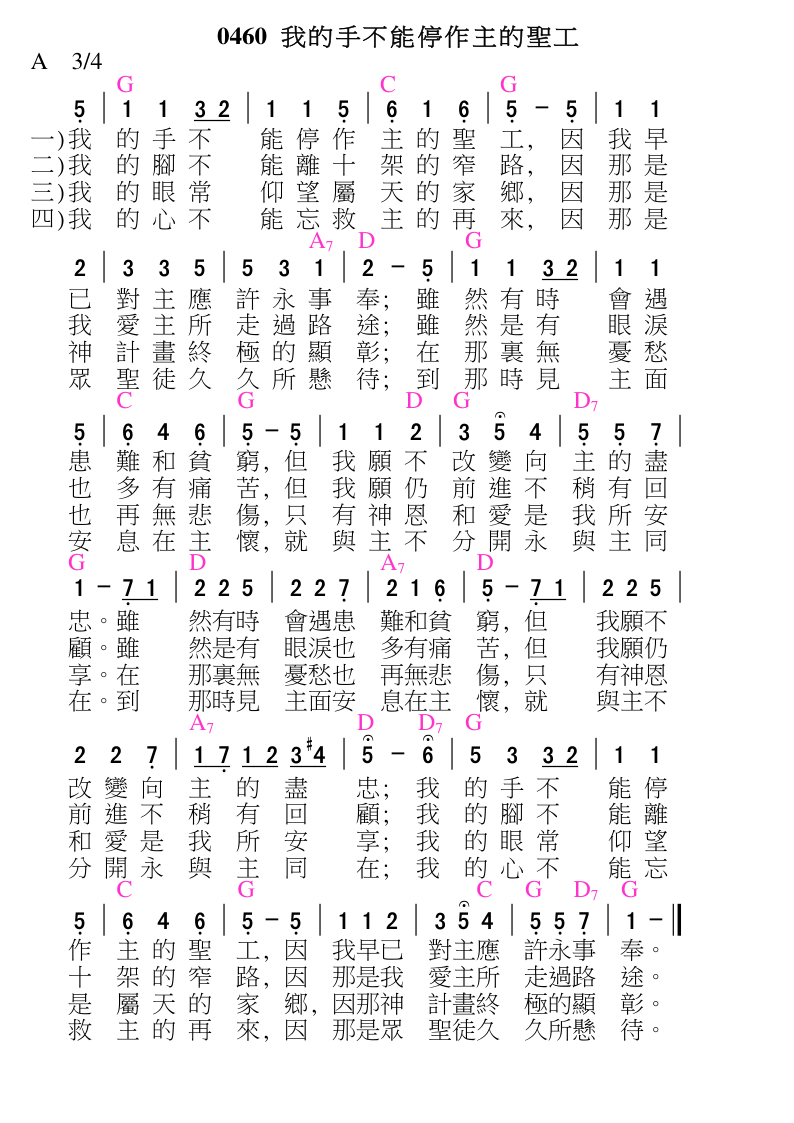 0460 我的手不能停作主的聖工
A 3/4
G C G
5 | 1 1 3 2 | 1 1 5 | 6 1 6 | 5 - 5 | 1 1
一)我 的手不 能停作 主的聖 工, 因 我早
二)我 的腳不 能離十 架的窄 路, 因 那是
三)我 的眼常 仰望屬 天的家 鄉, 因 那是
四)我 的心不 能忘救 主的再 來, 因 那是
A7 D G
2 | 3 3 5 | 5 3 1 | 2 - 5 | 1 1 3 2 | 1 1
已 對主應 許永事 奉; 雖 然有時 會遇
我 愛主所 走過路 途; 雖 然是有 眼淚
神 計畫終 極的顯 彰; 在 那裏無 憂愁
眾 聖徒久 久所懸 待; 到 那時見 主面
C G D G D7
5 | 6 4 6 | 5 - 5 | 1 1 2 | 3 5 4 | 5 5 7 |
患 難和貧 窮, 但 我願不 改變向 主的盡
也 多有痛 苦, 但 我願仍 前進不 稍有回
也 再無悲 傷, 只 有神恩 和愛是 我所安
安 息在主 懷, 就 與主不 分開永 與主同
G D A7 D
1 - 7 1 | 2 2 5 | 2 2 7 | 2 1 6 | 5 - 7 1 | 2 2 5 |
忠。雖 然有時 會遇患 難和貧 窮, 但 我願不
顧。雖 然是有 眼淚也 多有痛 苦, 但 我願仍
享。在 那裏無 憂愁也 再無悲 傷, 只 有神恩
在。到 那時見 主面安 息在主 懷, 就 與主不
A7 D D7 G
2 2 7 | 1 7 1 2 3 #4 | 5 - 6 | 5 3 3 2 | 1 1
改變向 主的盡 忠; 我 的手不 能停
前進不 稍有回 顧; 我 的腳不 能離
和愛是 我所安 享; 我 的眼常 仰望
分開永 與主同 在; 我 的心不 能忘
C G C G D7 G
5 | 6 4 6 | 5 - 5 | 1 1 2 | 3 5 4 | 5 5 7 | 1 - ‖
作 主的聖 工, 因 我早已 對主應 許永事 奉。
十 架的窄 路, 因 那是我 愛主所 走過路 途。
是 屬天的 家 鄉, 因那神 計畫終 極的顯 彰。
救 主的再 來, 因 那是眾 聖徒久 久所懸 待。